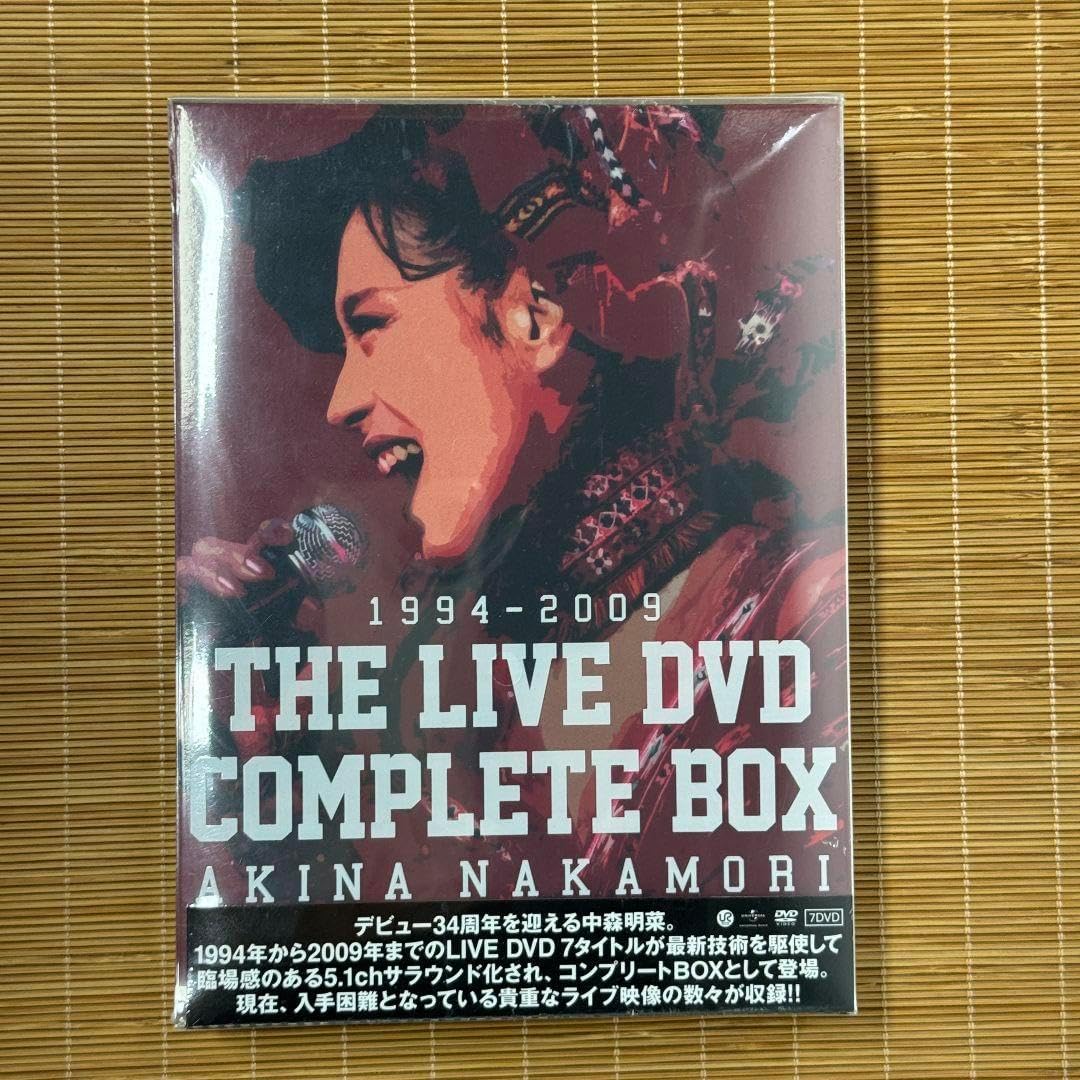 1994-2009
THE LIVE DVD
COMPLETE BOX
AKINA NAKAMORI
デビュー34周年を迎える中森明菜。
UNIVERSAL
DVD
VIDEO
7DVD
1994年から2009年までのLIVE DVD 7タイトルが最新技術を駆使して
臨場感のある5.1chサラウンド化され、コンプリートBOXとして登場。
現在、入手困難となっている貴重なライブ映像の数々が収録!!